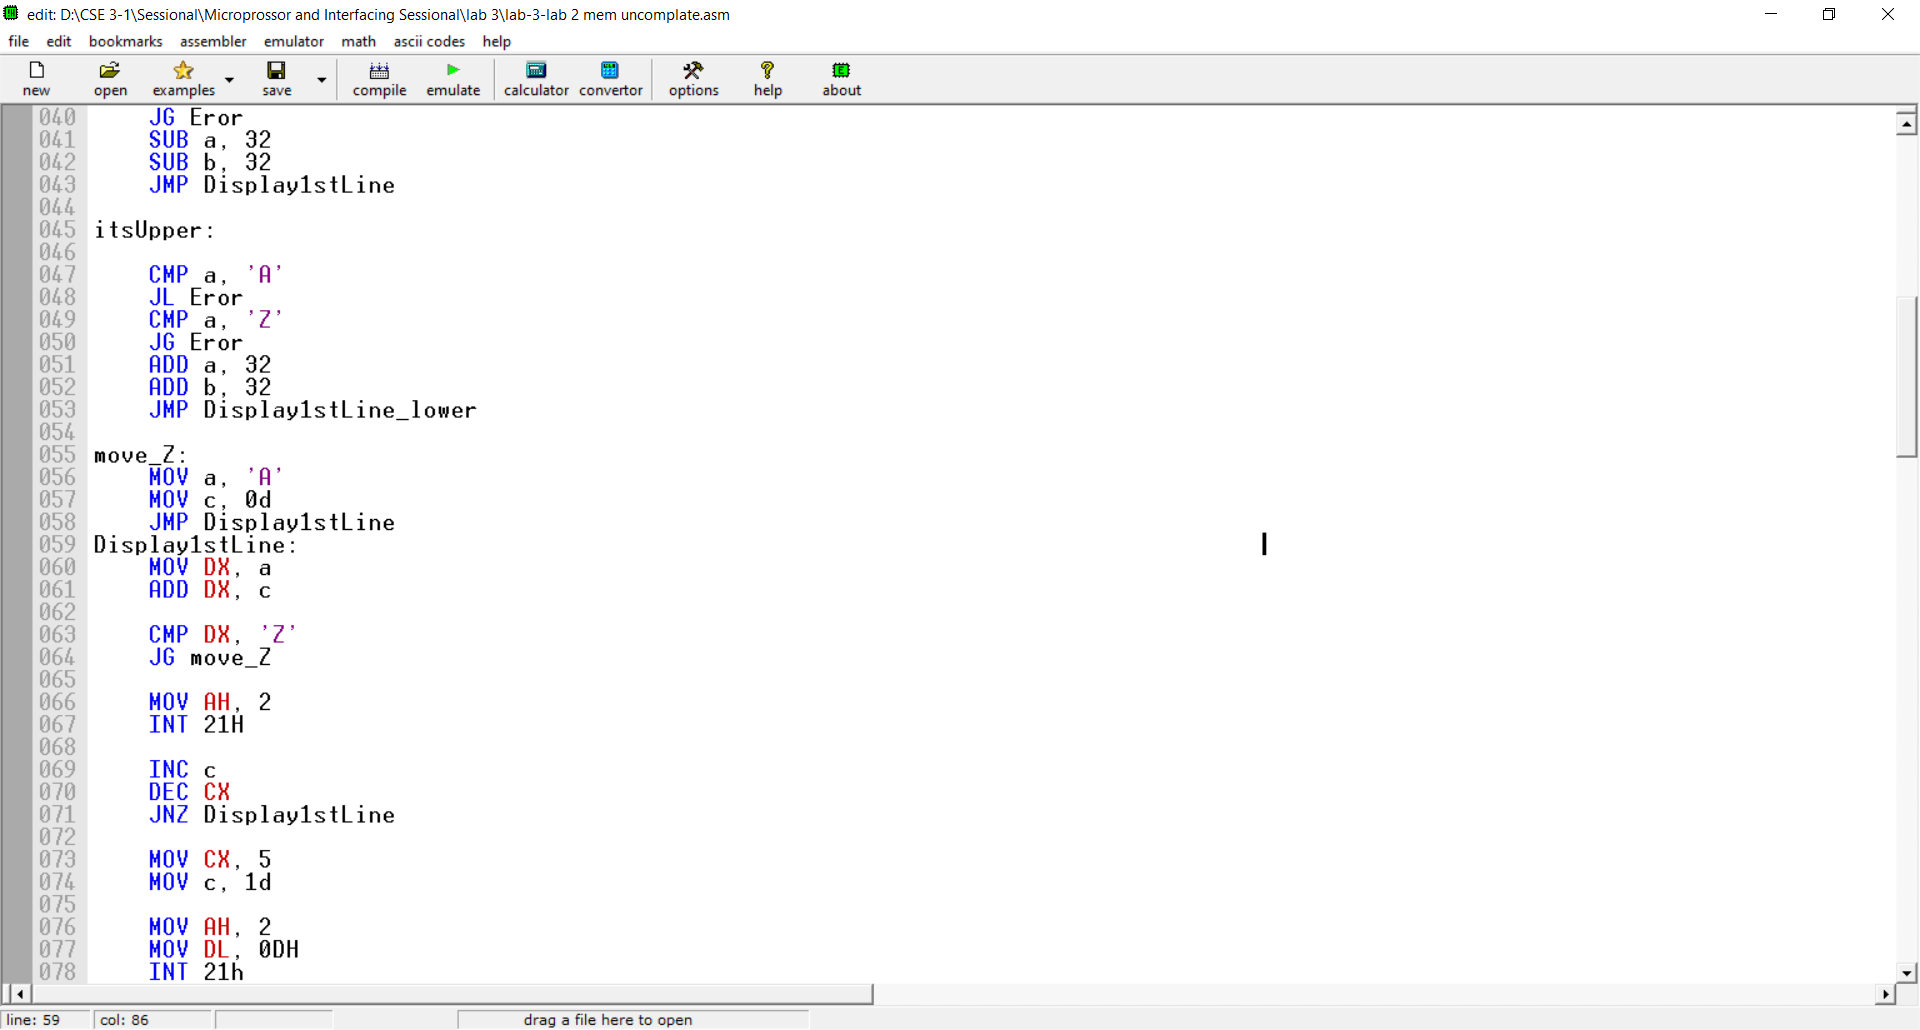 edit: D:\CSE 3-1\Sessional\Microprossor and Interfacing Sessional\lab 3\lab-3-lab 2 mem uncomplate.asm
file edit bookmarks assembler emulator math ascii codes help
new open examples save compile emulate calculator convertor options help about
040 JG Eror
041 SUB a, 32
042 SUB b, 32
043 JMP Display1stLine
044
045 itsUpper:
046
047 CMP a, 'A'
048 JL Eror
049 CMP a, 'Z'
050 JG Eror
051 ADD a, 32
052 ADD b, 32
053 JMP Display1stLine_lower
054
055 move_Z:
056 MOV a, 'A'
057 MOV c, 0d
058 JMP Display1stLine
059 Display1stLine:
060 MOV DX, a
061 ADD DX, c
062
063 CMP DX, 'Z'
064 JG move_Z
065
066 MOV AH, 2
067 INT 21H
068
069 INC c
070 DEC CX
071 JNZ Display1stLine
072
073 MOV CX, 5
074 MOV c, 1d
075
076 MOV AH, 2
077 MOV DL, 0DH
078 INT 21h
line: 59 col: 86 drag a file here to open